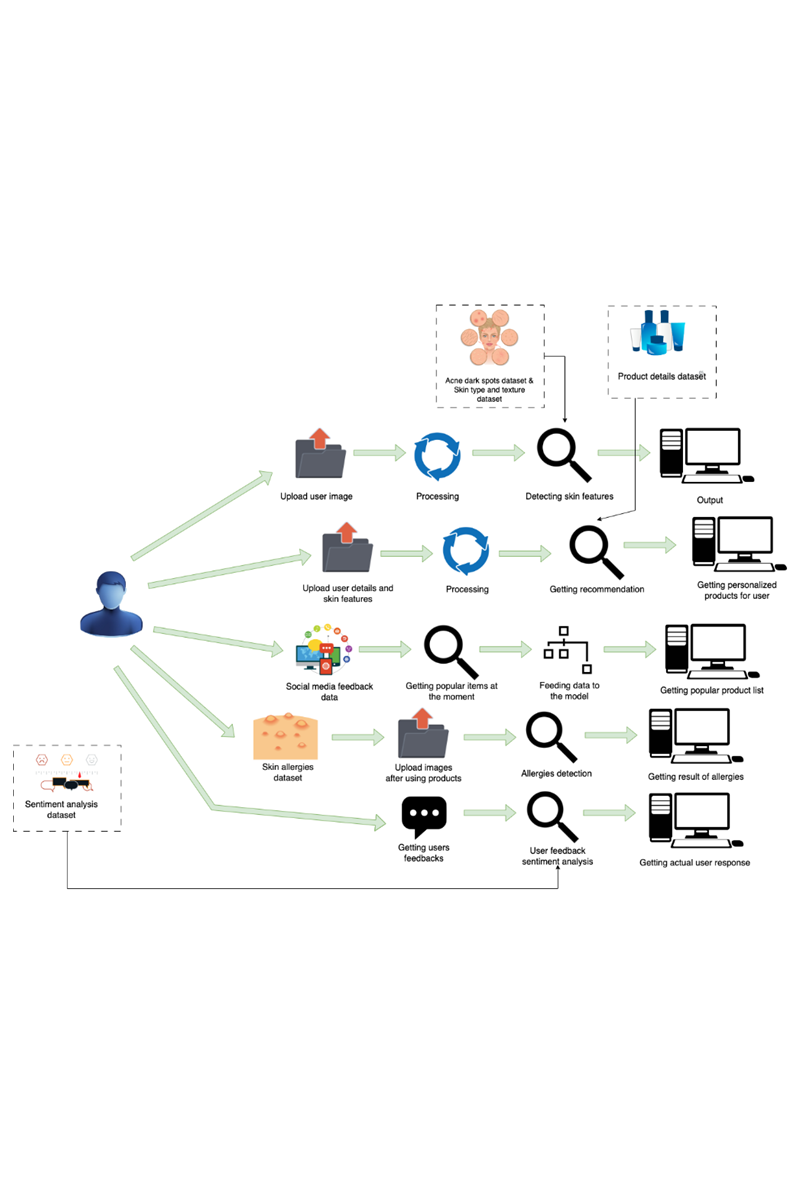 Acne dark spots dataset &
Skin type and texture
dataset
Product details dataset
Upload user image
Processing
Detecting skin features
Output
Upload user details and
skin features
Processing
Getting recommendation
Getting personalized
products for user
Social media feedback
data
Getting popular items at
the moment
Feeding data to
the model
Getting popular product list
Skin allergies
dataset
Upload images
after using products
Allergies detection
Getting result of allergies
Sentiment analysis
dataset
Getting users
feedbacks
User feedback
sentiment analysis
Getting actual user response